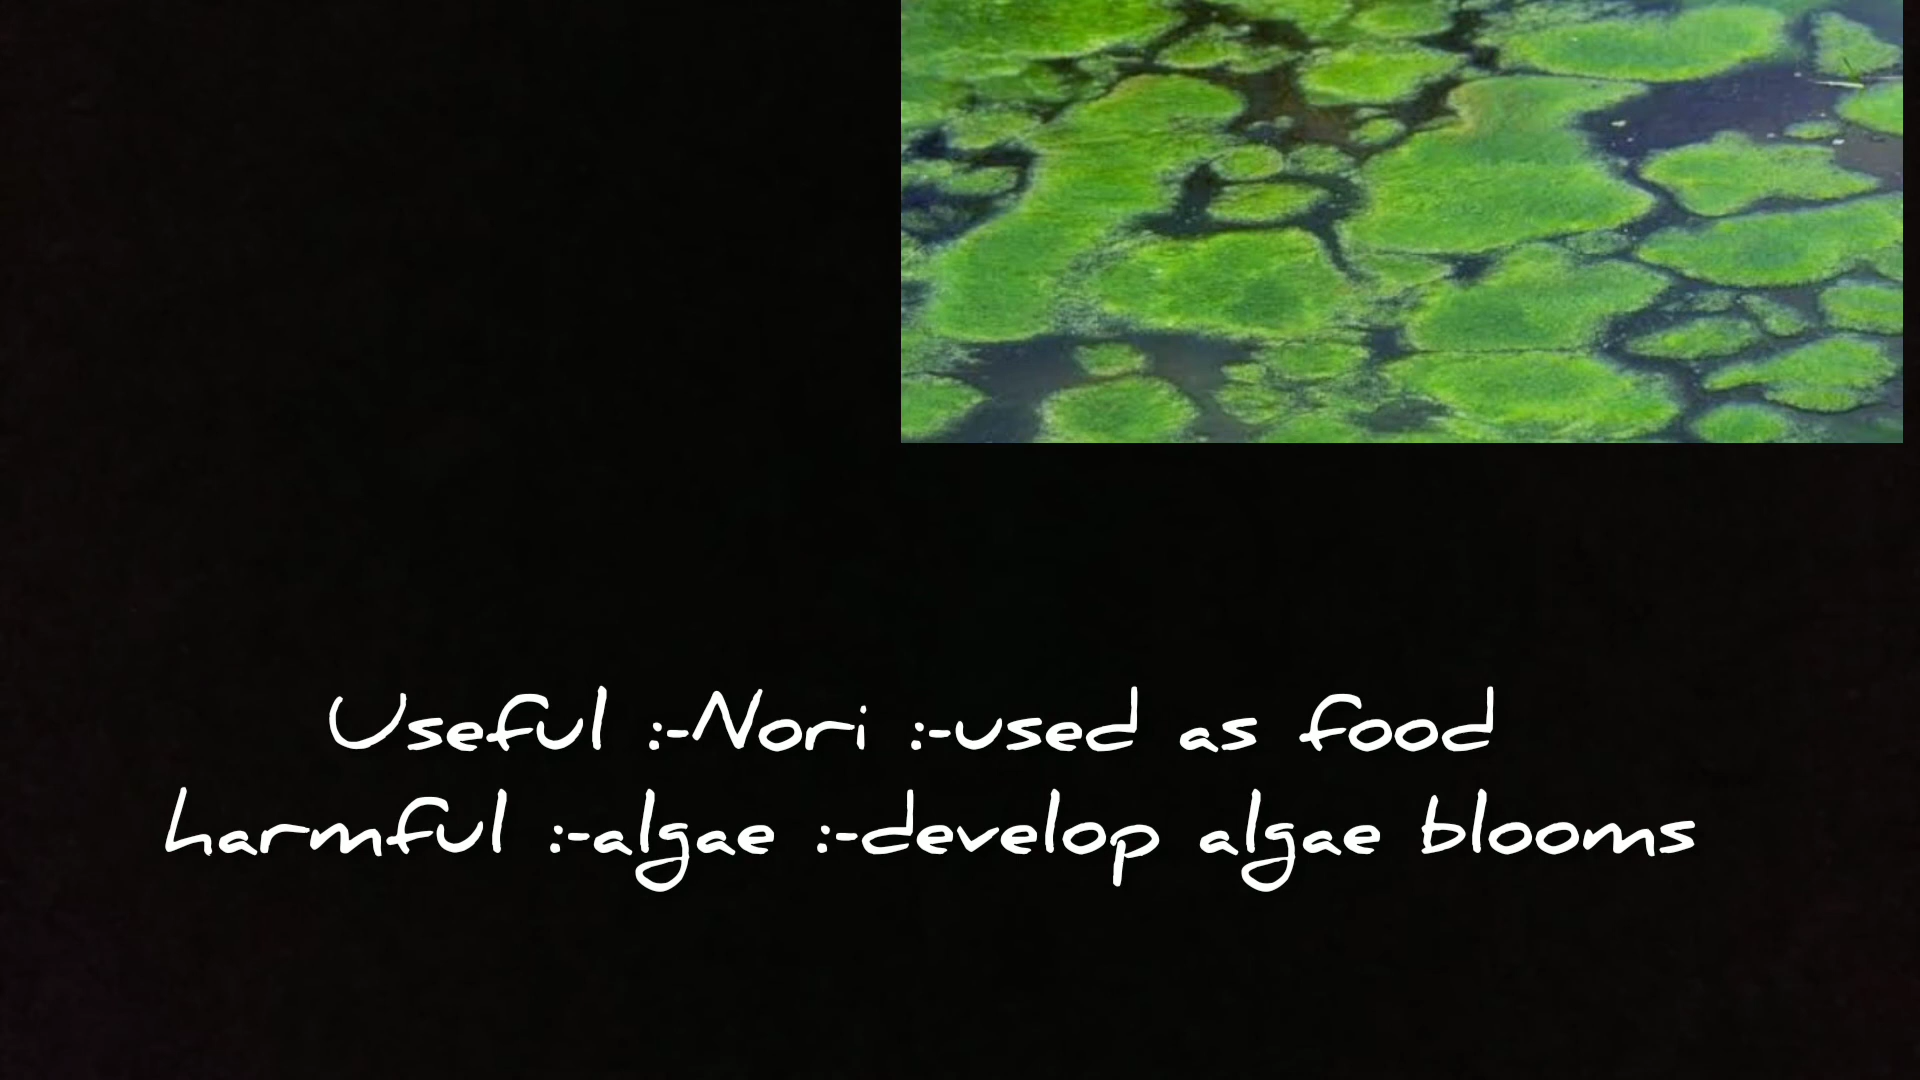 Useful :-Nori :-used as food
harmful :-algae :-develop algae blooms